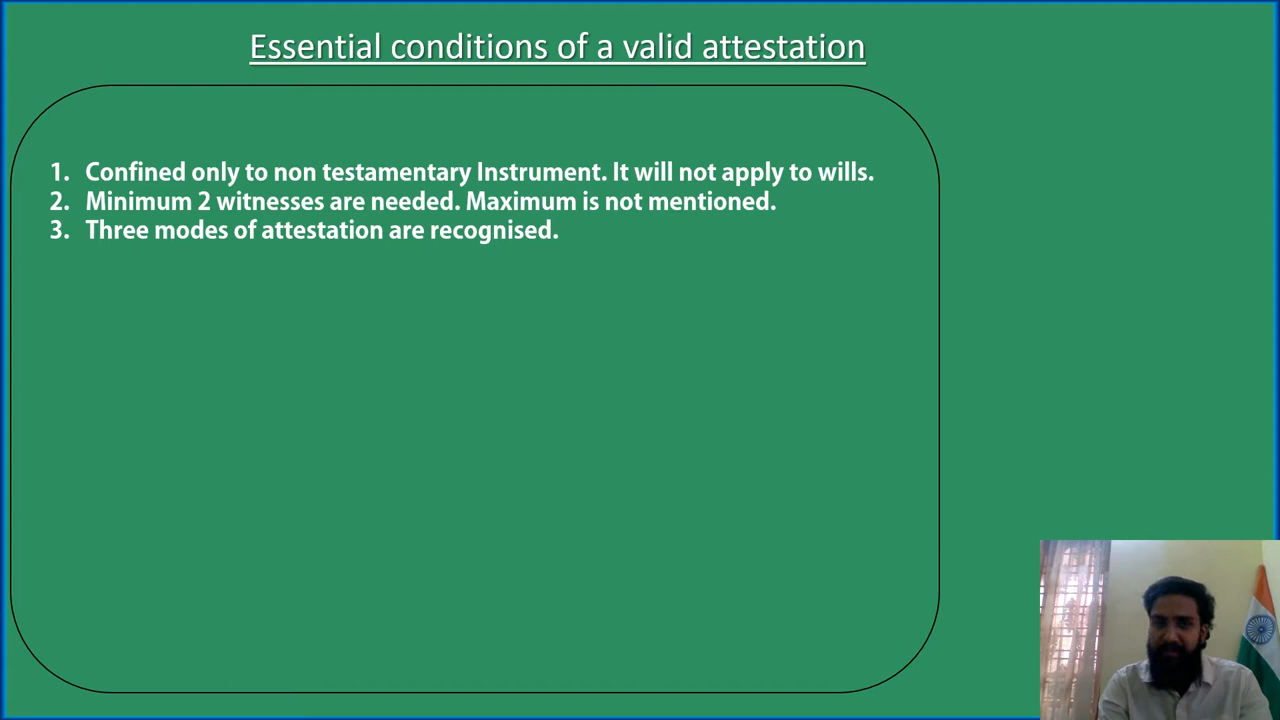 Essential conditions of a valid attestation
1. Confined only to non testamentary Instrument. It will not apply to wills.
2. Minimum 2 witnesses are needed. Maximum is not mentioned.
3. Three modes of attestation are recognised.